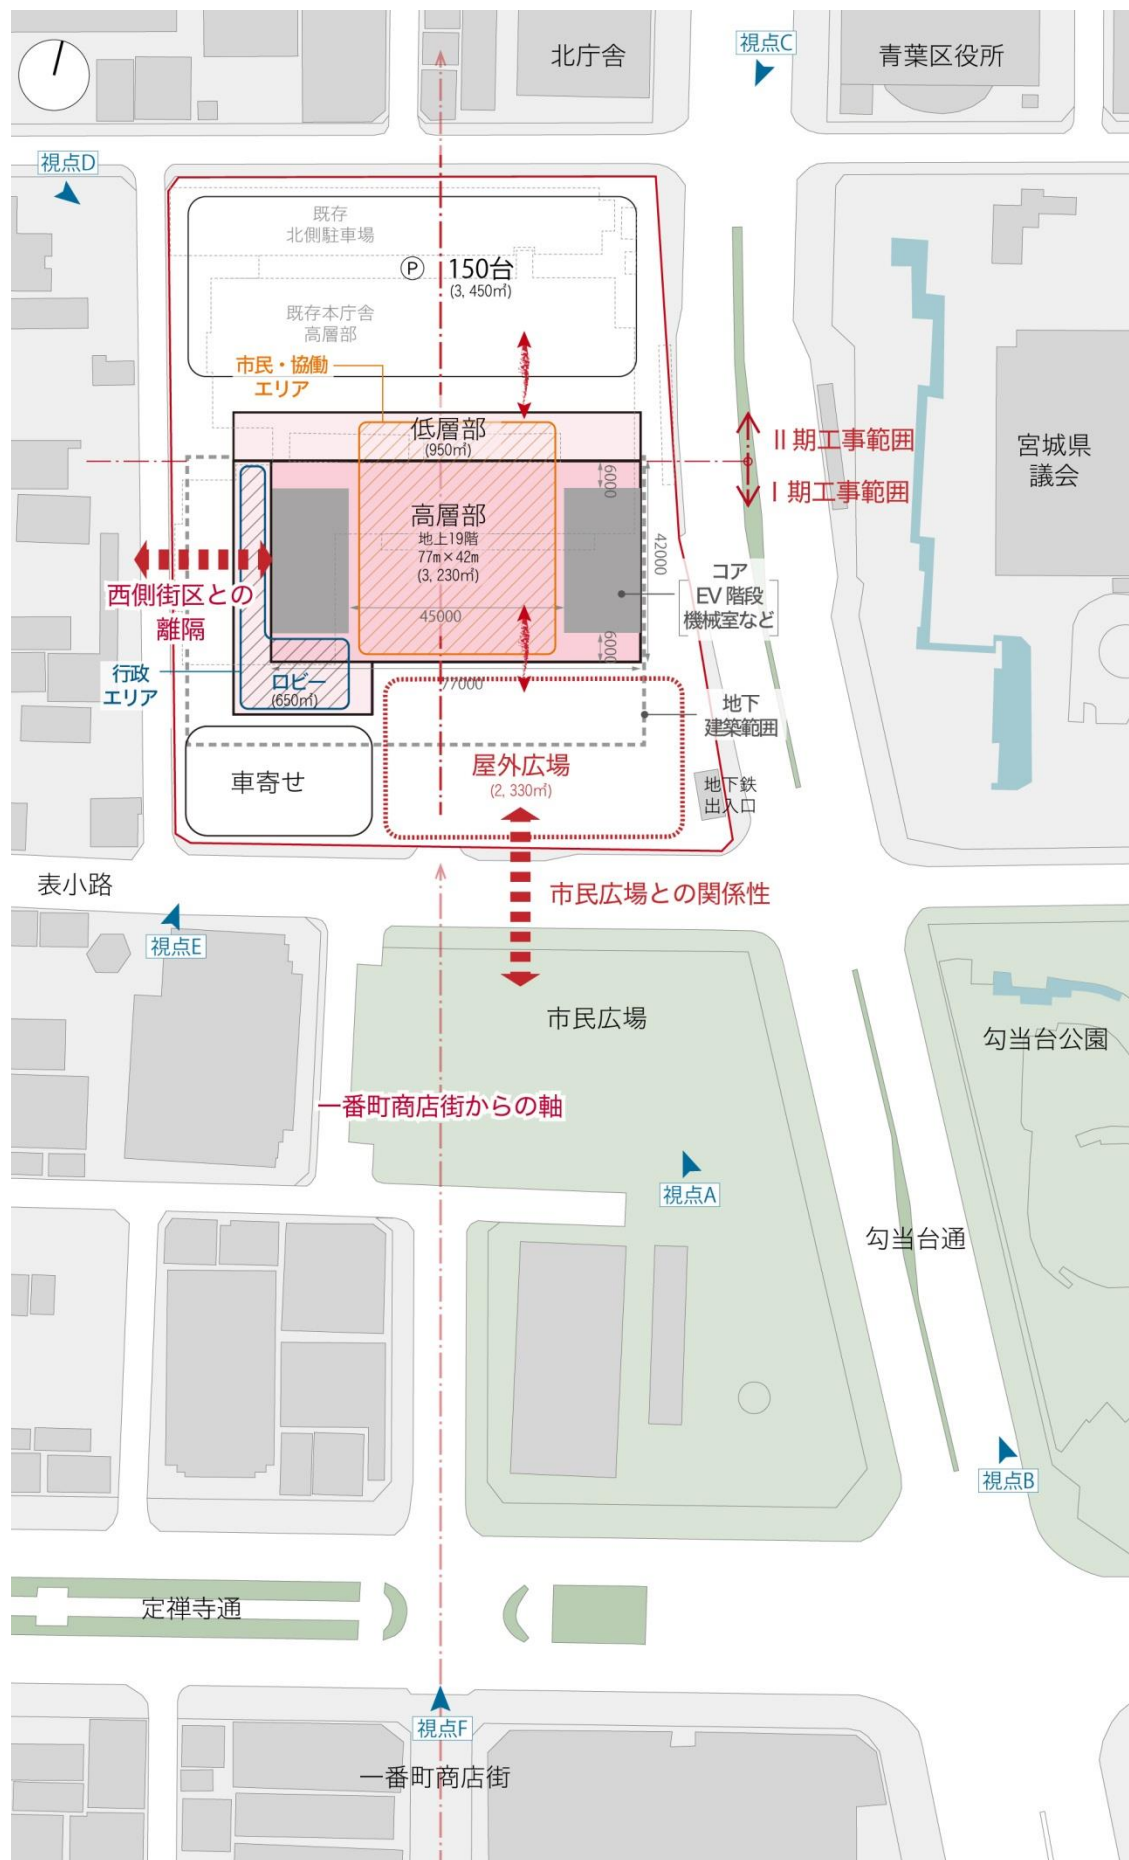 北庁舎
視点C
青葉区役所
視点D
既存
北側駐車場
P 150台
(3,450㎡)
既存本庁舎
高層部
市民・協働
エリア
低層部
(950㎡)
Ⅱ期工事範囲
Ⅰ期工事範囲
宮城県
議会
6000
高層部
地上19階
77m×42m
(3,230㎡)
42000
コア
EV 階段
機械室など
西側街区との
離隔
45000
6000
行政
エリア
ロビー
(650㎡)
77000
地下
建築範囲
屋外広場
(2,330㎡)
車寄せ
地下鉄
出入口
表小路
市民広場との関係性
視点E
市民広場
勾当台公園
一番町商店街からの軸
視点A
勾当台通
視点B
定禅寺通
視点F
一番町商店街